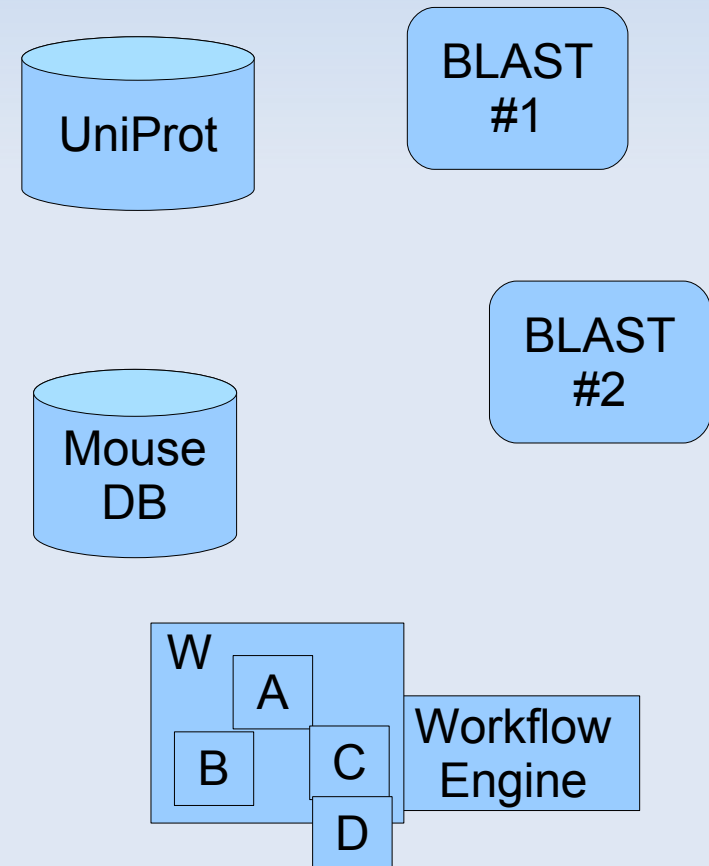 UniProt
BLAST
#1
BLAST
#2
Mouse
DB
W
A
B
C
D
Workflow
Engine